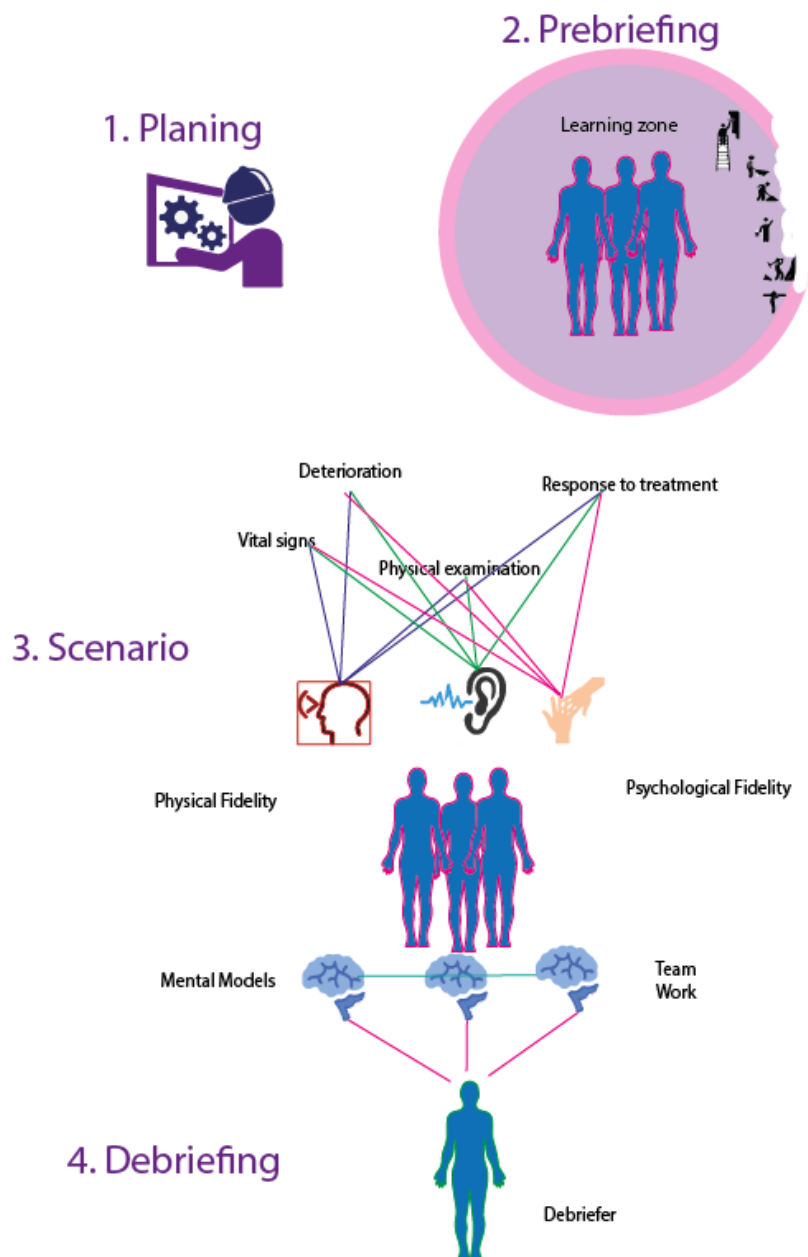 2. Prebriefing
1. Planing
Learning zone
Deterioration
Response to treatment
Vital signs
Physical examination
3. Scenario
Physical Fidelity
Psychological Fidelity
Mental Models
Team
Work
4. Debriefing
Debriefer